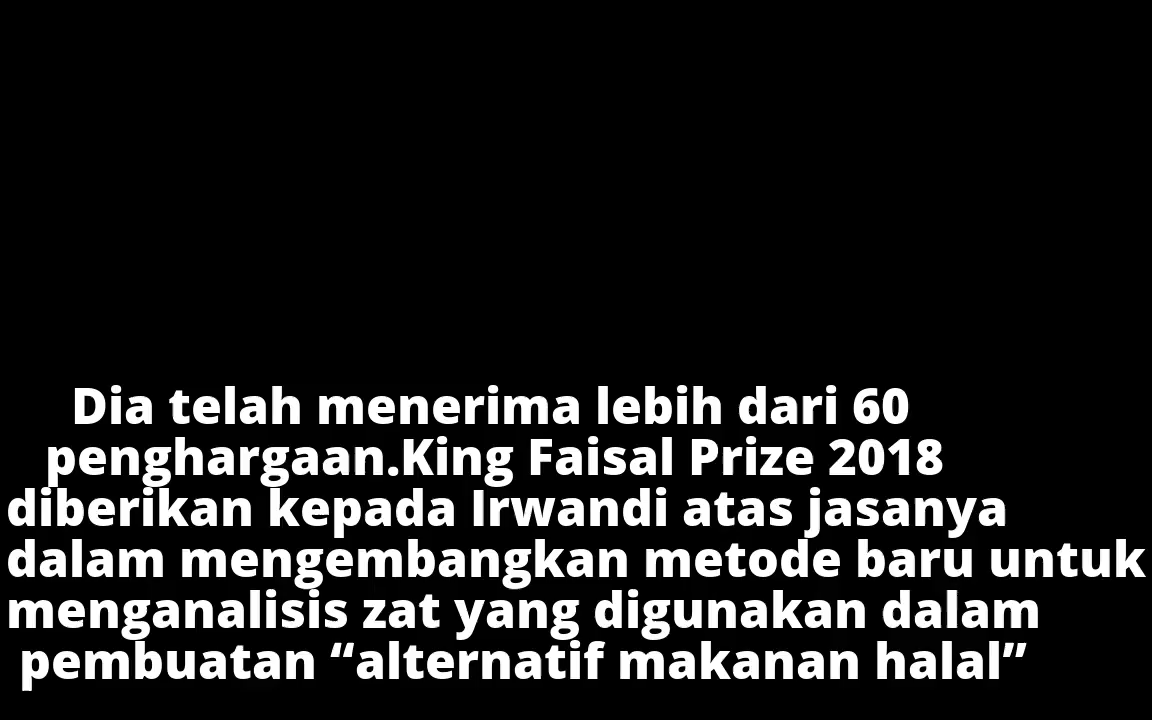 Dia telah menerima lebih dari 60
penghargaan.King Faisal Prize 2018
diberikan kepada Irwandi atas jasanya
dalam mengembangkan metode baru untuk
menganalisis zat yang digunakan dalam
pembuatan “alternatif makanan halal”